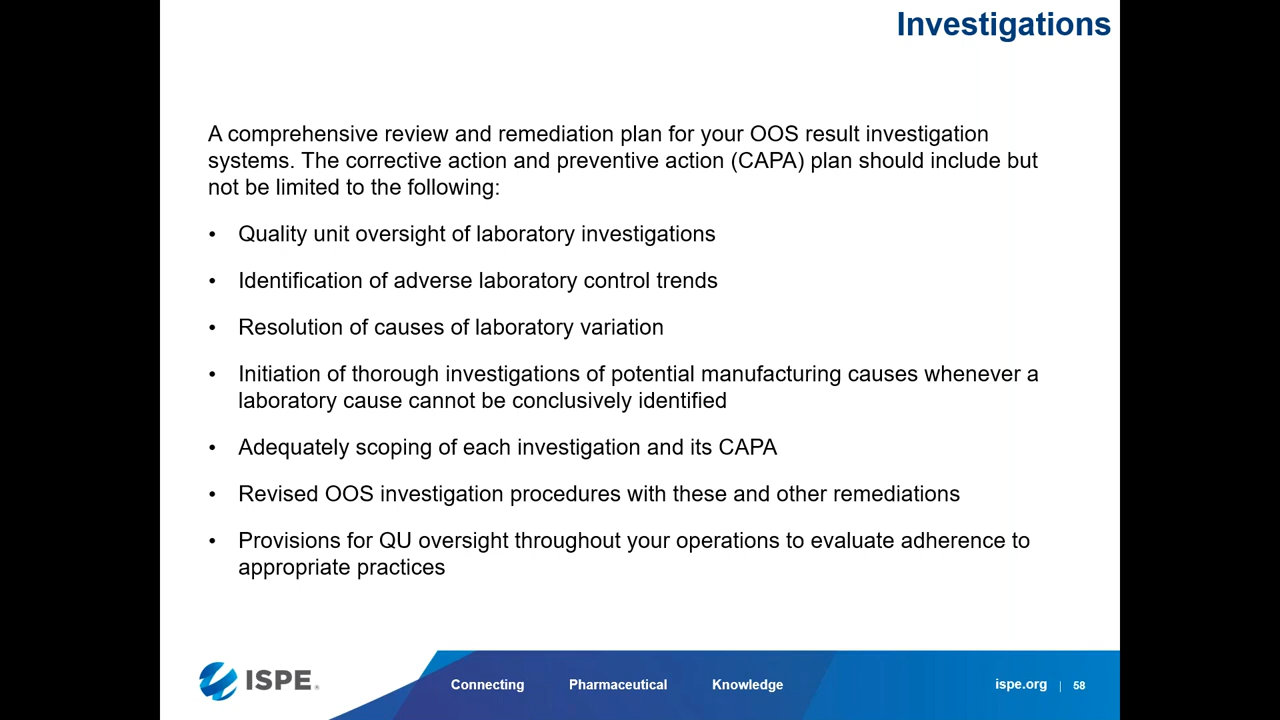 Investigations
A comprehensive review and remediation plan for your OOS result investigation
systems. The corrective action and preventive action (CAPA) plan should include but
not be limited to the following:
• Quality unit oversight of laboratory investigations
• Identification of adverse laboratory control trends
• Resolution of causes of laboratory variation
• Initiation of thorough investigations of potential manufacturing causes whenever a
laboratory cause cannot be conclusively identified
• Adequately scoping of each investigation and its CAPA
• Revised OOS investigation procedures with these and other remediations
• Provisions for QU oversight throughout your operations to evaluate adherence to
appropriate practices
ISPE®
Connecting Pharmaceutical Knowledge
ispe.org | 58